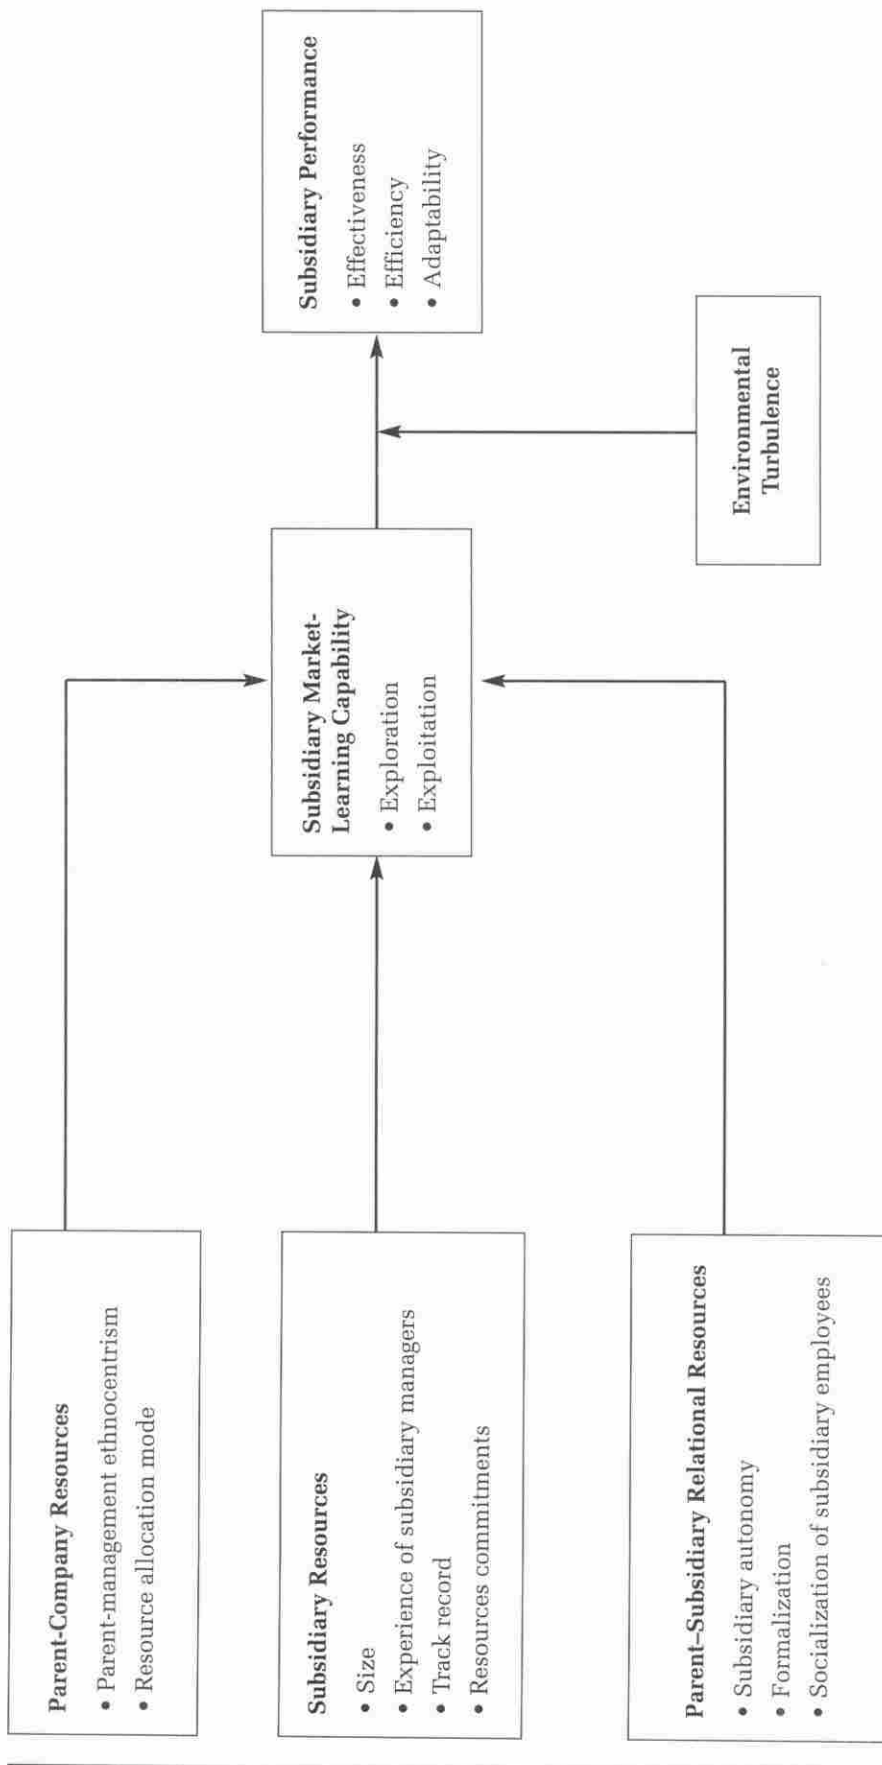 Parent-Company Resources
• Parent-management ethnocentrism
• Resource allocation mode
Subsidiary Resources
• Size
• Experience of subsidiary managers
• Track record
• Resources commitments
Parent–Subsidiary Relational Resources
• Subsidiary autonomy
• Formalization
• Socialization of subsidiary employees
Subsidiary Market-
Learning Capability
• Exploration
• Exploitation
Environmental
Turbulence
Subsidiary Performance
• Effectiveness
• Efficiency
• Adaptability